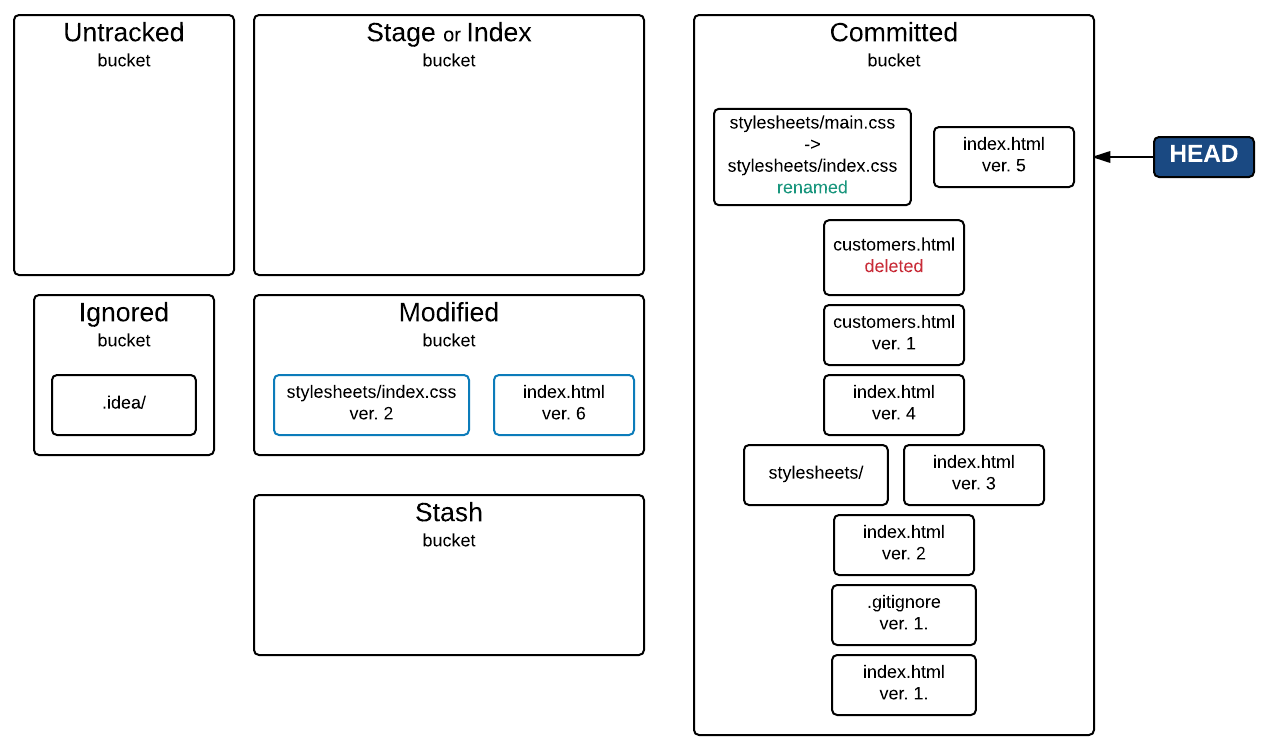 Untracked
bucket
Stage or Index
bucket
Committed
bucket
stylesheets/main.css
->
stylesheets/index.css
renamed
index.html
ver. 5
HEAD
customers.html
deleted
Ignored
bucket
.idea/
Modified
bucket
stylesheets/index.css
ver. 2
index.html
ver. 6
customers.html
ver. 1
index.html
ver. 4
stylesheets/
index.html
ver. 3
Stash
bucket
index.html
ver. 2
.gitignore
ver. 1.
index.html
ver. 1.